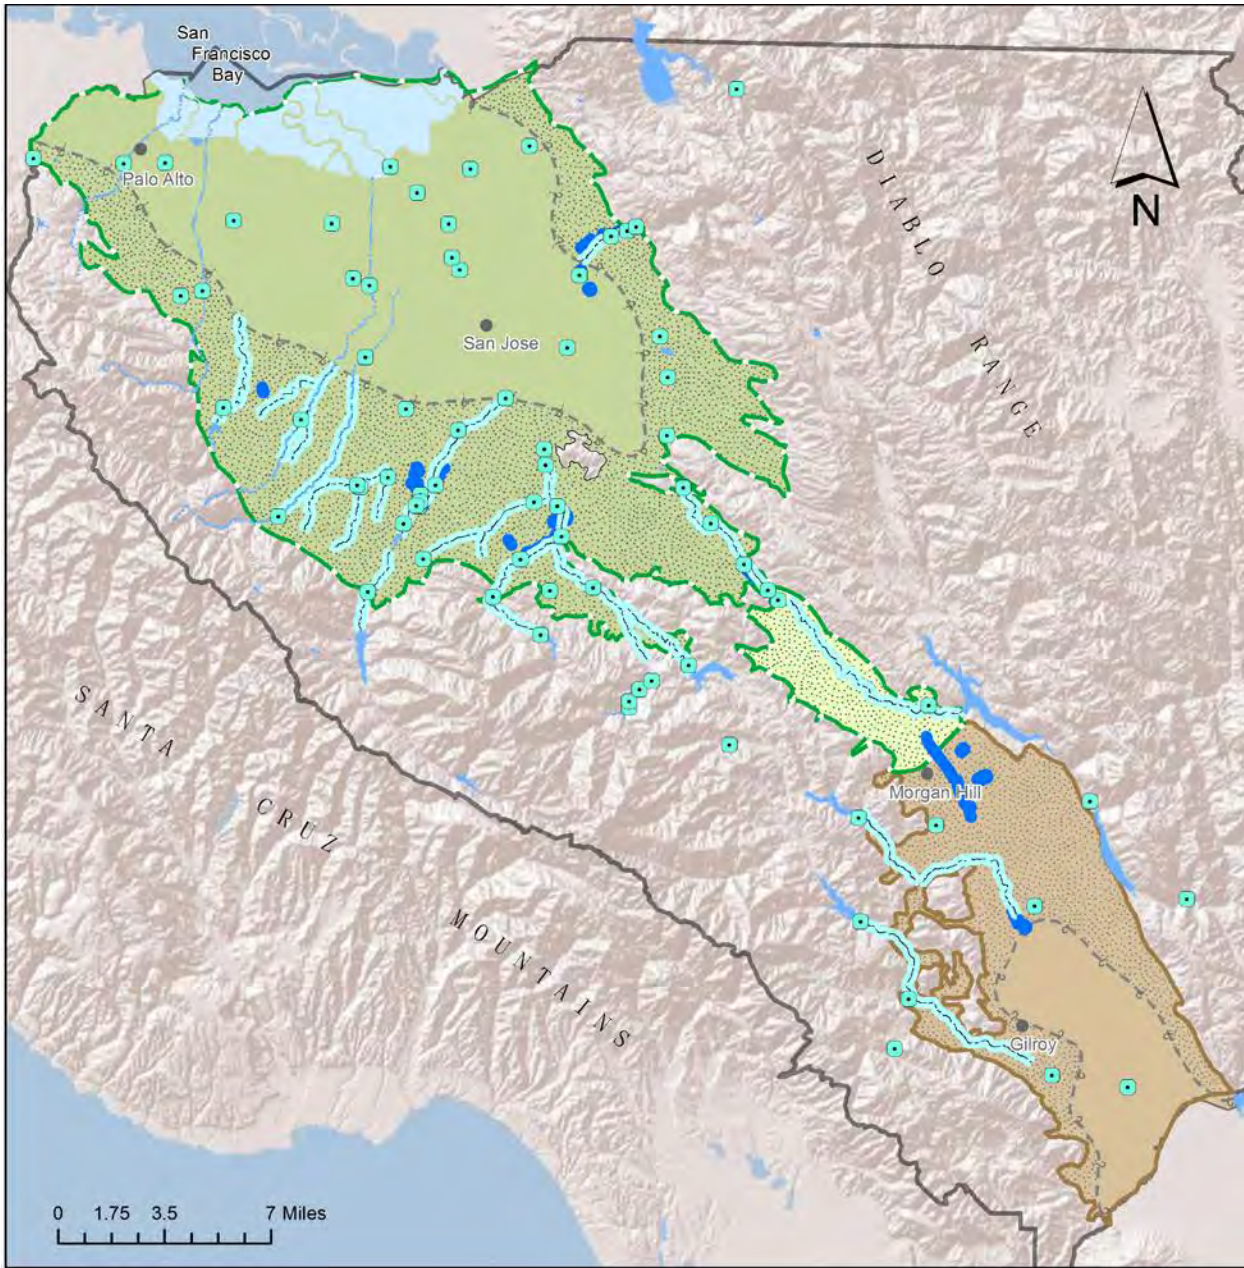 San
Francisco
Bay
Palo Alto
DIABLO
RANGE
N
San Jose
SANTA
CRUZ
MOUNTAINS
Morgan Hill
Gilroy
0 1.75 3.5 7 Miles